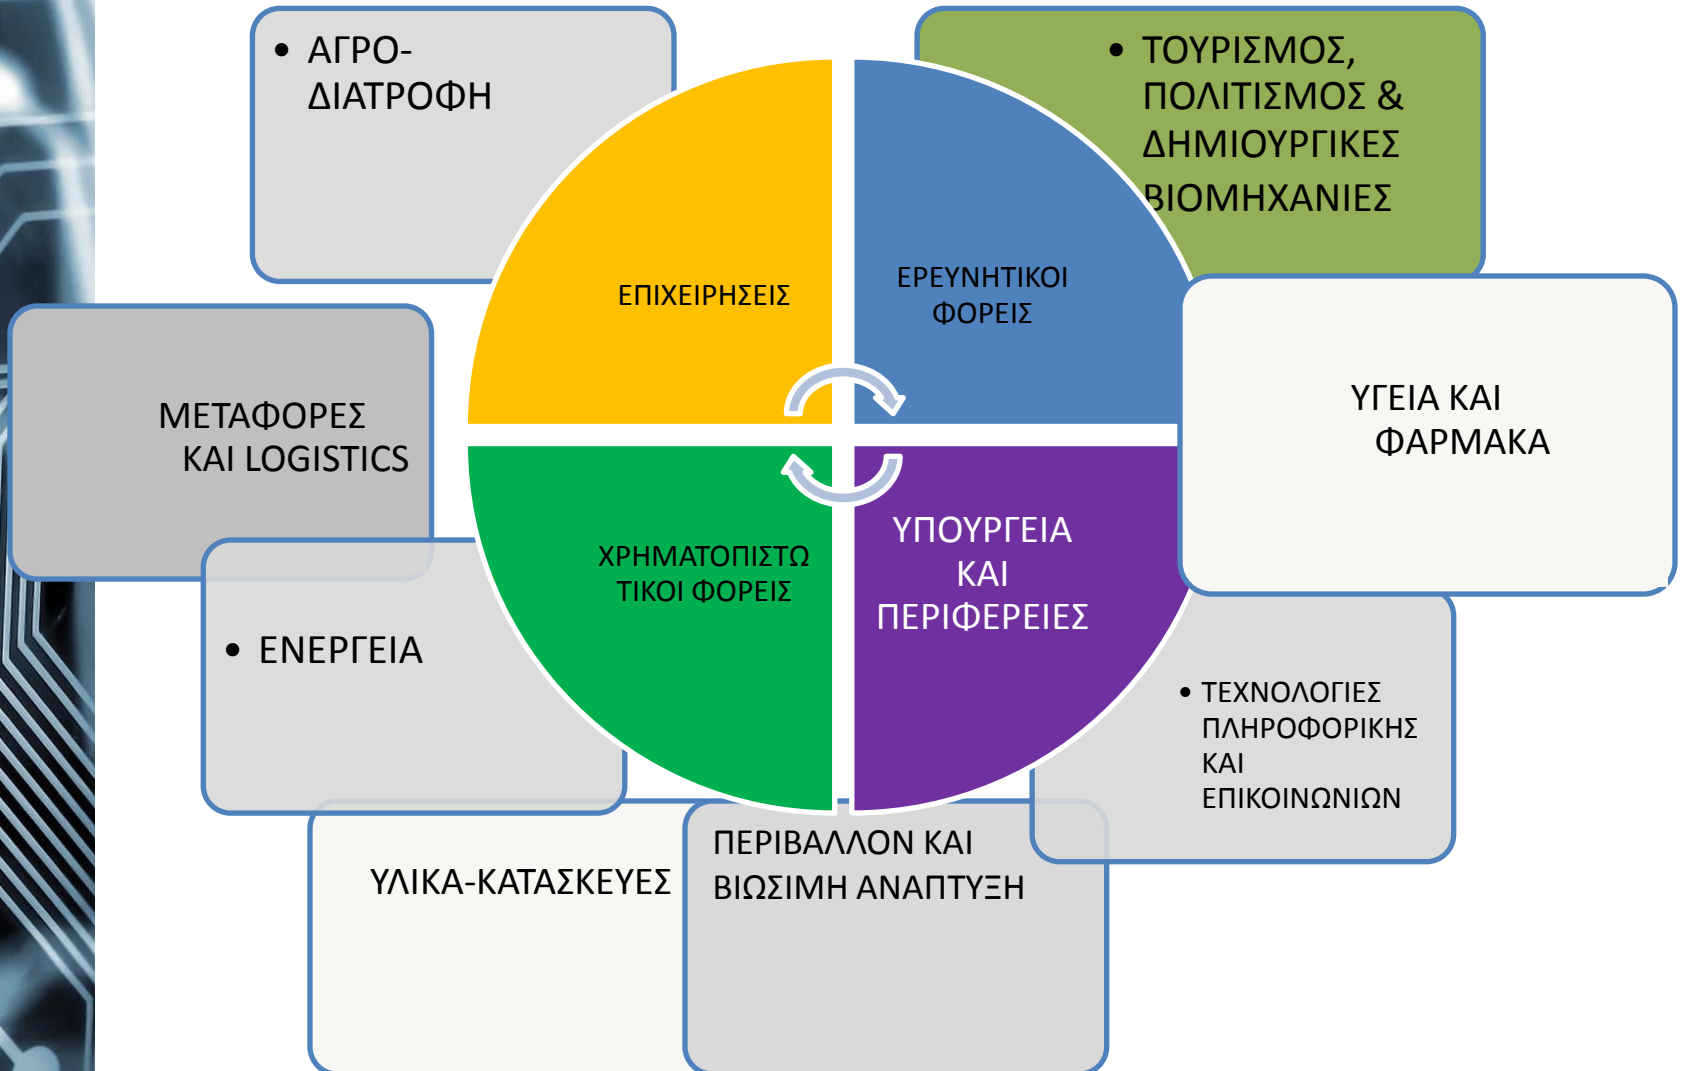 • ΑΓΡΟ-
ΔΙΑΤΡΟΦΗ
• ΤΟΥΡΙΣΜΟΣ,
ΠΟΛΙΤΙΣΜΟΣ &
ΔΗΜΙΟΥΡΓΙΚΕΣ
ΒΙΟΜΗΧΑΝΙΕΣ
ΕΠΙΧΕΙΡΗΣΕΙΣ
ΕΡΕΥΝΗΤΙΚΟΙ
ΦΟΡΕΙΣ
ΜΕΤΑΦΟΡΕΣ
ΚΑΙ LOGISTICS
ΥΓΕΙΑ ΚΑΙ
ΦΑΡΜΑΚΑ
ΧΡΗΜΑΤΟΠΙΣΤΩ
ΤΙΚΟΙ ΦΟΡΕΙΣ
ΥΠΟΥΡΓΕΙΑ
ΚΑΙ
ΠΕΡΙΦΕΡΕΙΕΣ
• ΕΝΕΡΓΕΙΑ
• ΤΕΧΝΟΛΟΓΙΕΣ
ΠΛΗΡΟΦΟΡΙΚΗΣ
ΚΑΙ
ΕΠΙΚΟΙΝΩΝΙΩΝ
ΥΛΙΚΑ-ΚΑΤΑΣΚΕΥΕΣ
ΠΕΡΙΒΑΛΛΟΝ ΚΑΙ
ΒΙΩΣΙΜΗ ΑΝΑΠΤΥΞΗ